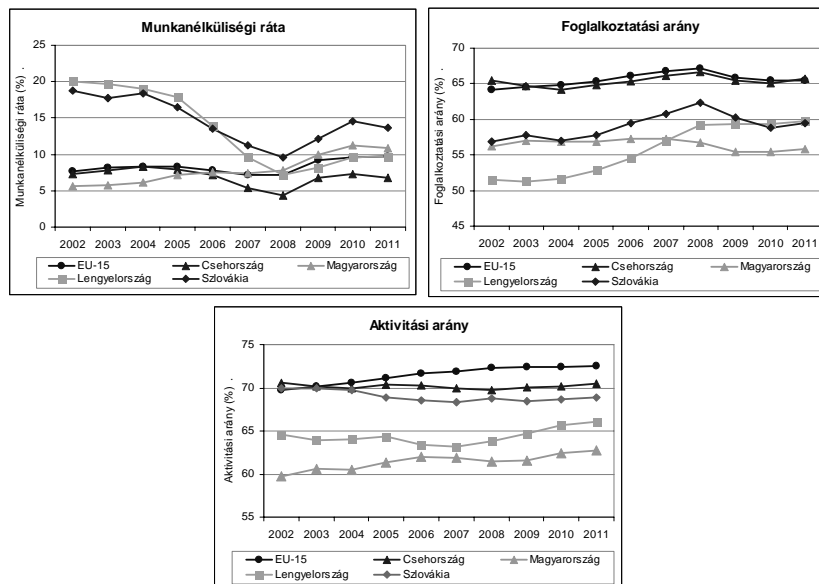 Munkanélküliségi ráta
Munkanélküliségi ráta (%) .
25
20
15
10
5
0
2002 2003 2004 2005 2006 2007 2008 2009 2010 2011
EU-15 Csehország Magyarország
Lengyelország Szlovákia
Foglalkoztatási arány
Foglalkoztatási arány (%) .
70
65
60
55
50
45
2002 2003 2004 2005 2006 2007 2008 2009 2010 2011
EU-15 Csehország Magyarország
Lengyelország Szlovákia
Aktivitási arány
Aktivitási arány (%) .
75
70
65
60
55
2002 2003 2004 2005 2006 2007 2008 2009 2010 2011
EU-15 Csehország Magyarország
Lengyelország Szlovákia